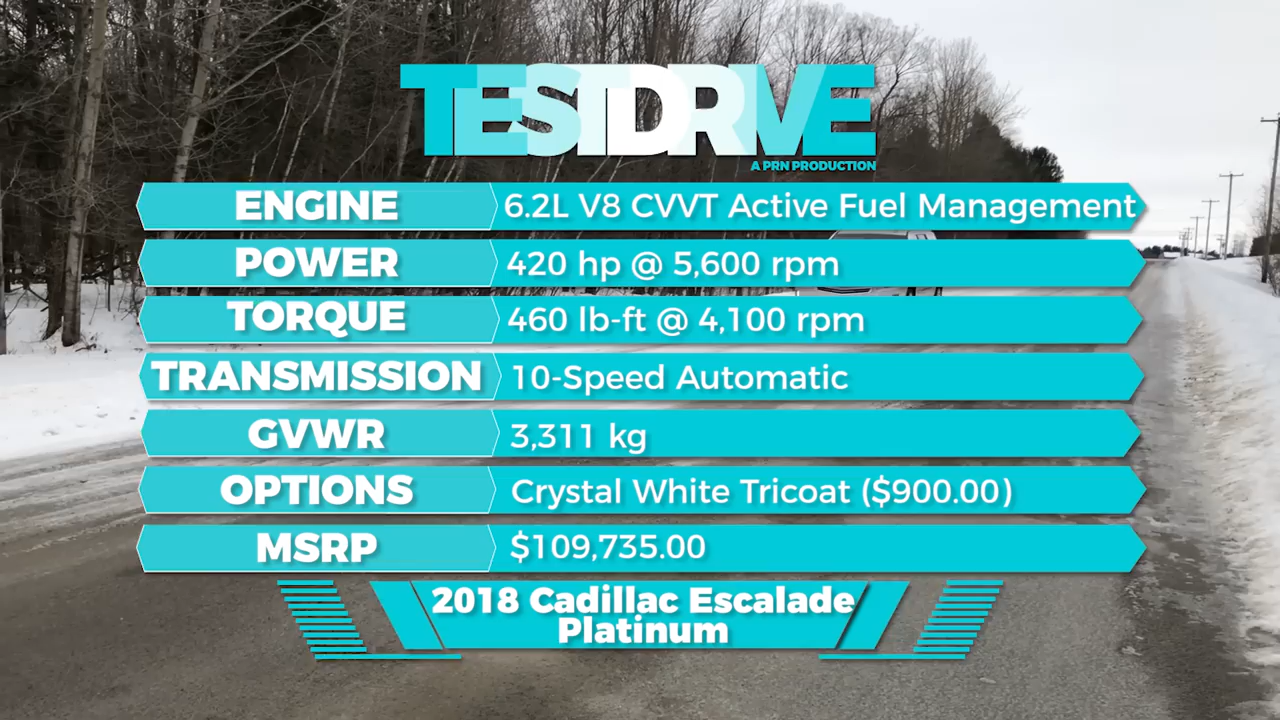 TESTDRIVE
A PRN PRODUCTION
ENGINE 6.2L V8 CVVT Active Fuel Management
POWER 420 hp @ 5,600 rpm
TORQUE 460 lb-ft @ 4,100 rpm
TRANSMISSION 10-Speed Automatic
GVWR 3,311 kg
OPTIONS Crystal White Tricoat ($900.00)
MSRP $109,735.00
2018 Cadillac Escalade
Platinum